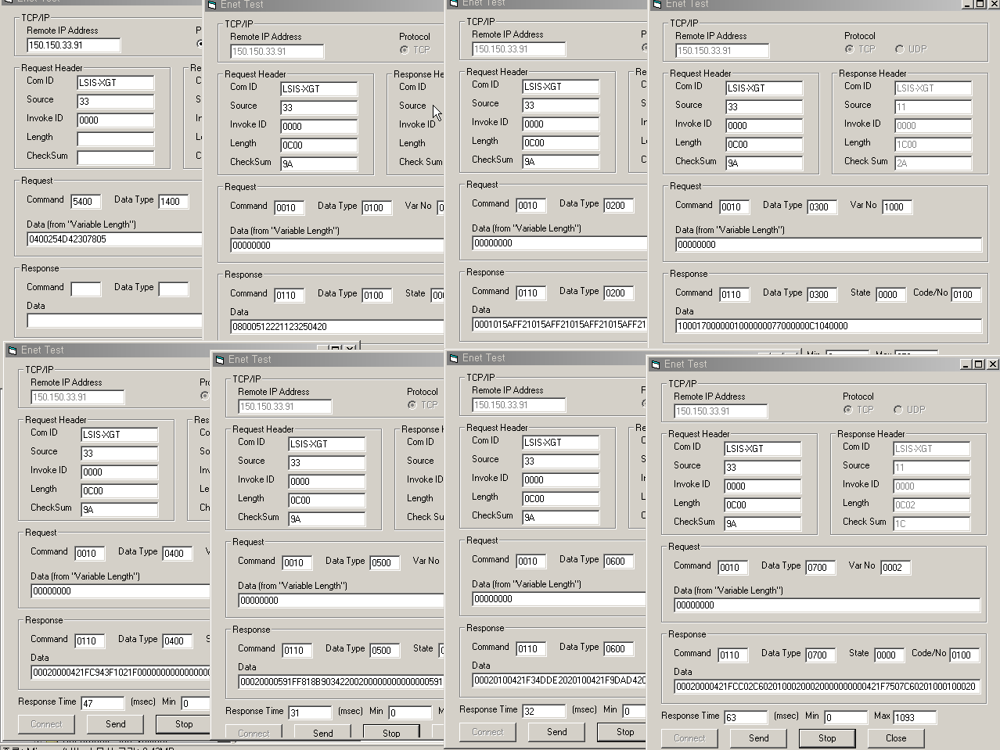 Enet Test
TCP/IP
Remote IP Address
150.150.33.91
Request Header
Com ID LSIS-XGT
Source 33
Invoke ID 0000
Length
CheckSum
Request
Command 5400 Data Type 1400
Data (from "Variable Length")
0400254D42307805
Response
Command Data Type
Data
Enet Test
TCP/IP
Remote IP Address Protocol
150.150.33.91 TCP
Request Header Response He
Com ID LSIS-XGT Com ID
Source 33 Source
Invoke ID 0000 Invoke ID
Length 0C00 Length
CheckSum 9A Check Sum
Request
Command 0010 Data Type 0100 Var No
Data (from "Variable Length")
00000000
Response
Command 0110 Data Type 0100 State 00
Data
08000512221123250420
Enet Test
TCP/IP
Remote IP Address
150.150.33.91
Request Header
Com ID LSIS-XGT
Source 33
Invoke ID 0000
Length 0C00
CheckSum 9A
Request
Command 0010 Data Type 0200
Data (from "Variable Length")
00000000
Response
Command 0110 Data Type 0200
Data
0001015AFF21015AFF21015AFF21015AFF21
Enet Test
TCP/IP
Remote IP Address Protocol
150.150.33.91 TCP UDP
Request Header Response Header
Com ID LSIS-XGT Com ID LSIS-XGT
Source 33 Source 11
Invoke ID 0000 Invoke ID 0000
Length 0C00 Length 1C00
CheckSum 9A Check Sum 2A
Request
Command 0010 Data Type 0300 Var No 1000
Data (from "Variable Length")
00000000
Response
Command 0110 Data Type 0300 State 0000 Code/No 0100
Data
100017000000100000077000000C1040000
Enet Test
TCP/IP
Remote IP Address Pro
150.150.33.91
Request Header Res
Com ID LSIS-XGT Co
Source 33 So
Invoke ID 0000 Inv
Length 0C00 Le
CheckSum 9A Ch
Request
Command 0010 Data Type 0400
Data (from "Variable Length")
00000000
Response
Command 0110 Data Type 0400
Data
00020000421FC943F1021F000000000000000
Response Time 47 (msec) Min 0
Connect Send Stop
Enet Test
TCP/IP
Remote IP Address Protocol
150.150.33.91 TCP
Request Header Response H
Com ID LSIS-XGT Com ID
Source 33 Source
Invoke ID 0000 Invoke ID
Length 0C00 Length
CheckSum 9A Check Su
Request
Command 0010 Data Type 0500 Var No
Data (from "Variable Length")
00000000
Response
Command 0110 Data Type 0500 State
Data
00020000591FF818B90342200200000000000000591
Response Time 31 (msec) Min 0
Connect Send Stop
Enet Test
TCP/IP
Remote IP Address
150.150.33.91
Request Header
Com ID LSIS-XGT
Source 33
Invoke ID 0000
Length 0C00
CheckSum 9A
Request
Command 0010 Data Type 0600
Data (from "Variable Length")
00000000
Response
Command 0110 Data Type 0600
Data
00020100421F34DDE2020100421F9DAD420
Response Time 32 (msec) Min 0
Connect Send Stop
Enet Test
TCP/IP
Remote IP Address Protocol
150.150.33.91 TCP UDP
Request Header Response Header
Com ID LSIS-XGT Com ID LSIS-XGT
Source 33 Source 11
Invoke ID 0000 Invoke ID 0000
Length 0C00 Length 0C02
CheckSum 9A Check Sum 1C
Request
Command 0010 Data Type 0700 Var No 0002
Data (from "Variable Length")
00000000
Response
Command 0110 Data Type 0700 State 0000 Code/No 0100
Data
00020000421FCC02C60201000200020000000000421F7507C60201000100020
Response Time 63 (msec) Min 0 Max 1093
Connect Send Stop Close